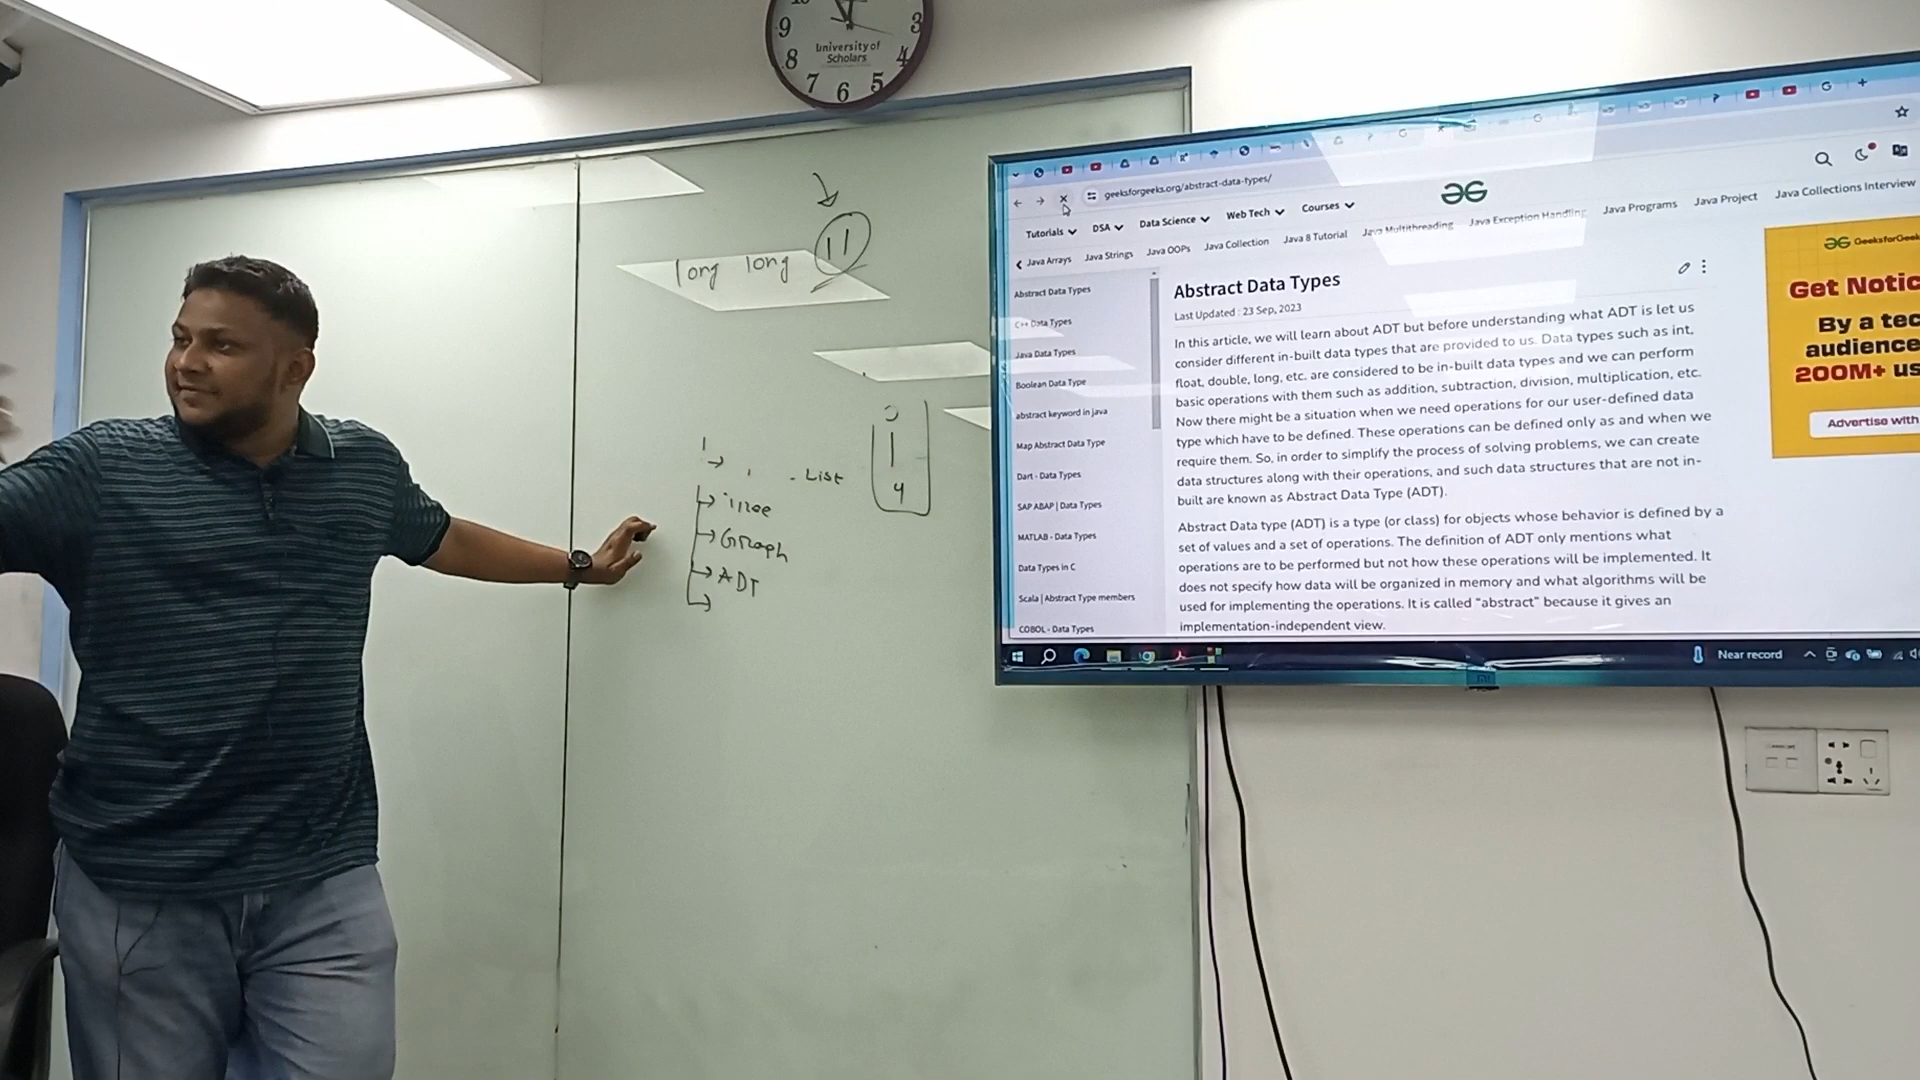 9
3
8
4
7
6
5
University of
Scholars
long long 11
- List
Tree
Graph
ADT
4
geeksforgeeks.org/abstract-data-types/
Tutorials
DSA
Data Science
Web Tech
Courses
Java Arrays
Java Strings
Java OOPs
Java Collection
Java 8 Tutorial
Java Multithreading
Java Exception Handling
Java Programs
Java Project
Java Collections Interview
Abstract Data Types
C++ Data Types
Java Data Types
Boolean Data Type
abstract keyword in java
Map Abstract Data Type
Dart - Data Types
SAP ABAP | Data Types
MATLAB - Data Types
Data Types in C
Scala | Abstract Type members
COBOL - Data Types
Abstract Data Types
Last Updated : 23 Sep, 2023
In this article, we will learn about ADT but before understanding what ADT is let us
consider different in-built data types that are provided to us. Data types such as int,
float, double, long, etc. are considered to be in-built data types and we can perform
basic operations with them such as addition, subtraction, division, multiplication, etc.
Now there might be a situation when we need operations for our user-defined data
type which have to be defined. These operations can be defined only as and when we
require them. So, in order to simplify the process of solving problems, we can create
data structures along with their operations, and such data structures that are not in-
built are known as Abstract Data Type (ADT).
Abstract Data type (ADT) is a type (or class) for objects whose behavior is defined by a
set of values and a set of operations. The definition of ADT only mentions what
operations are to be performed but not how these operations will be implemented. It
does not specify how data will be organized in memory and what algorithms will be
used for implementing the operations. It is called “abstract” because it gives an
implementation-independent view.
GeeksforGeek
Get Notic
By a tec
audience
200M+ us
Advertise with
Near record
mi